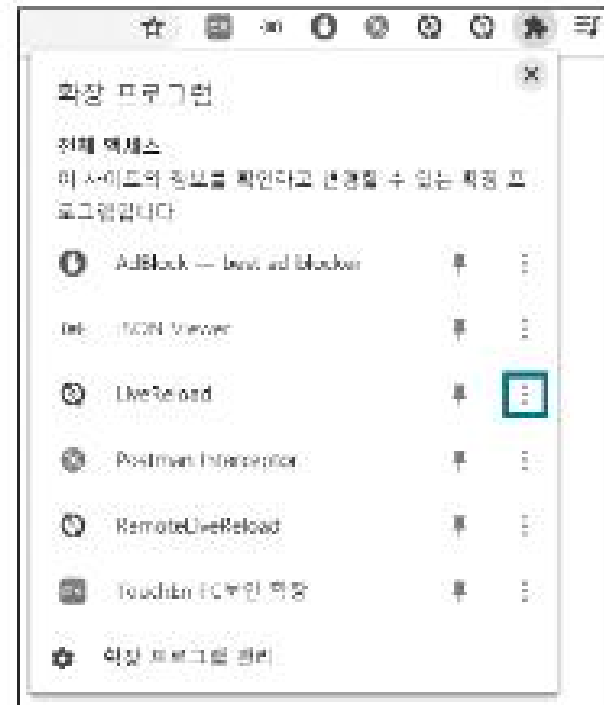 확장 프로그램
전체 액세스
이 사이트의 정보를 확인하고 변경할 수 있는 확장 프
로그램입니다.
AdBlock — best ad blocker
JSON Viewer
LiveReload
Postman Interceptor
RemoteLiveReload
TouchEn PC보안 확장
확장 프로그램 관리